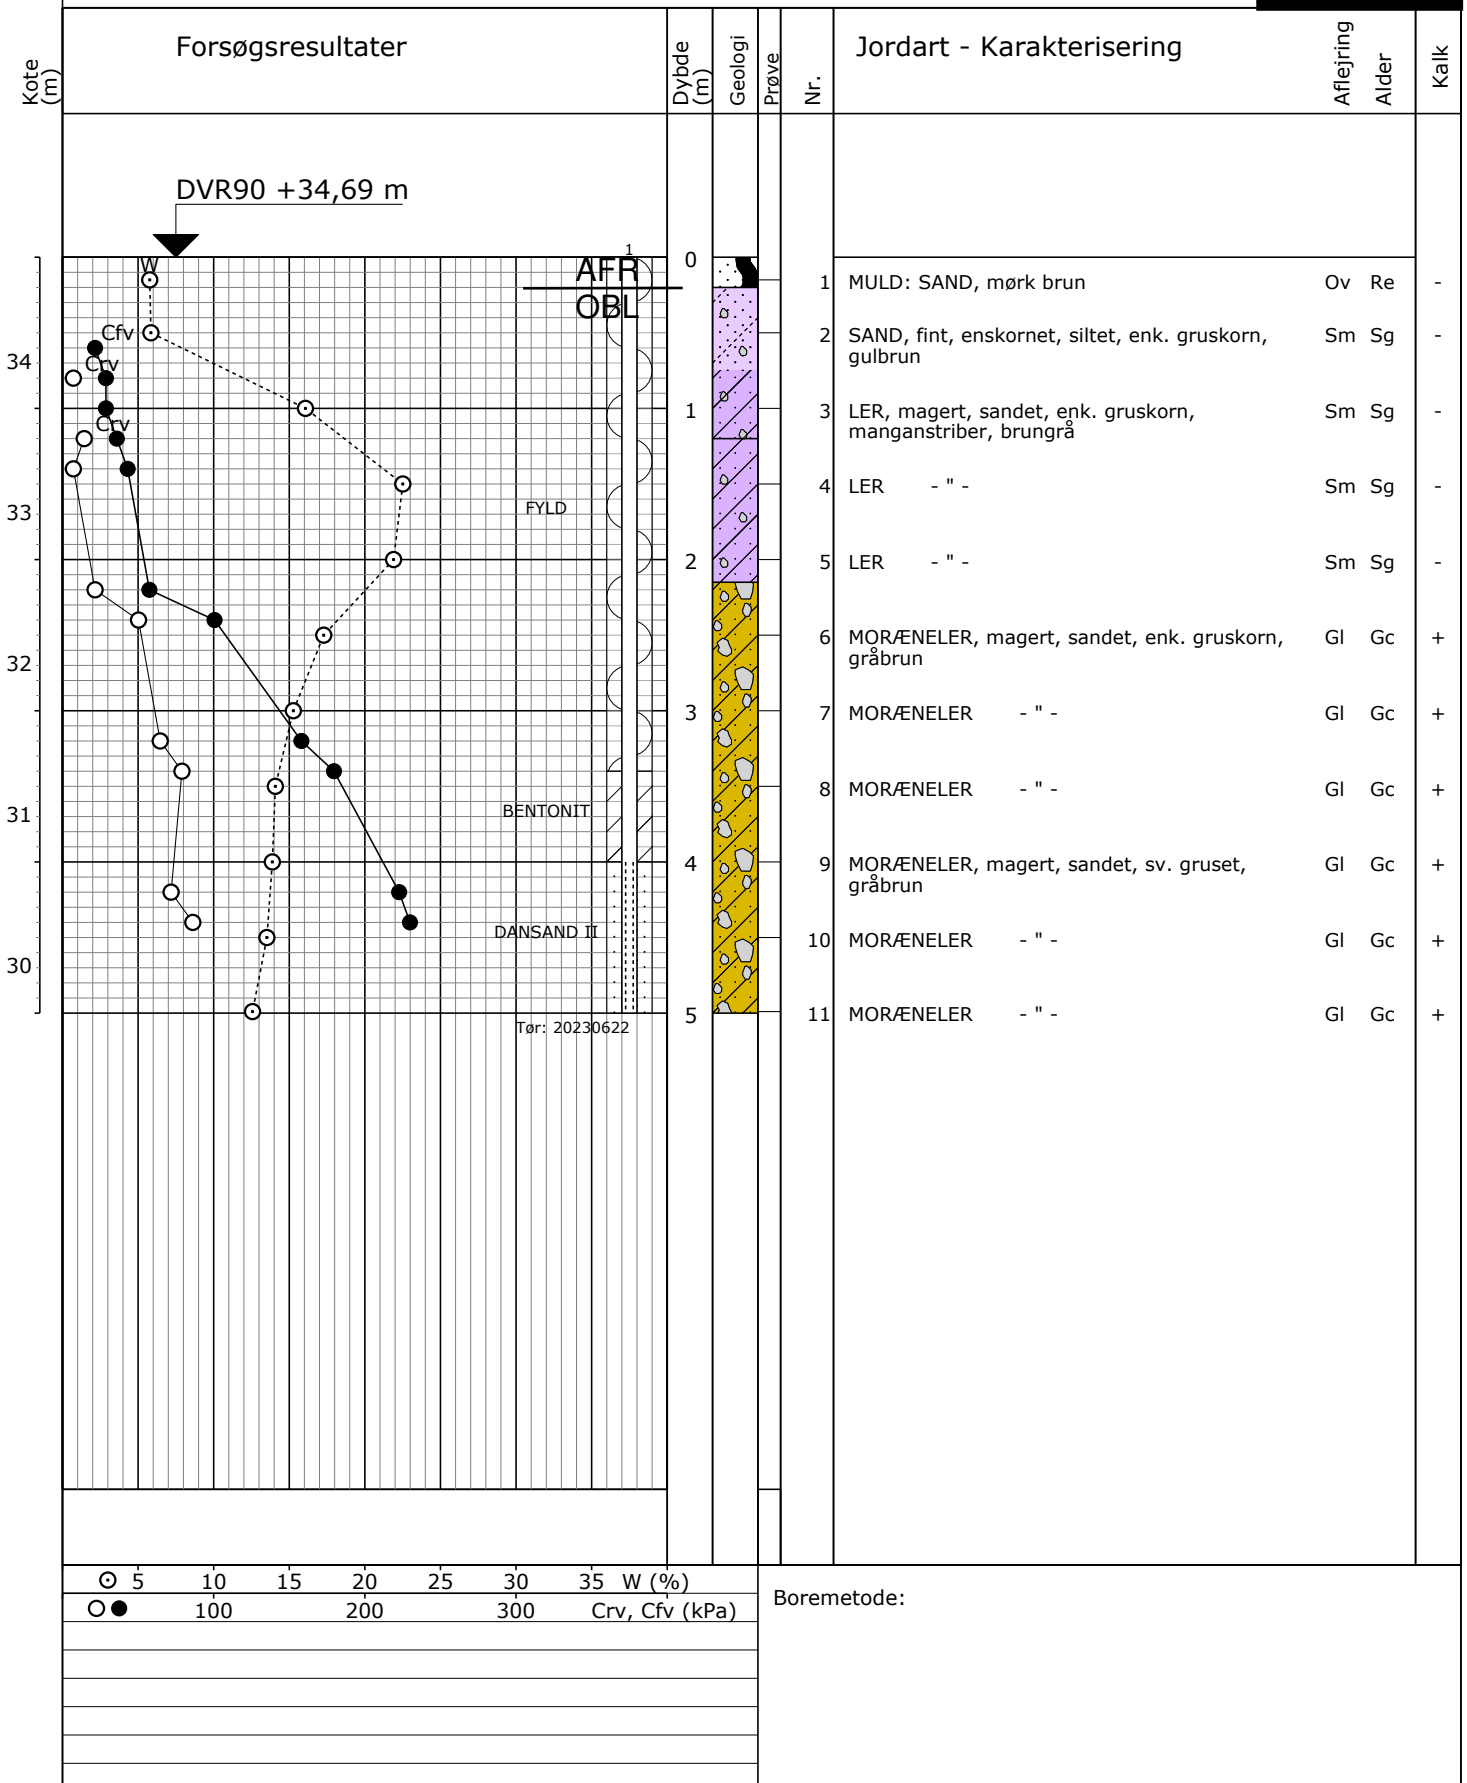 Kote (m)
Forsøgsresultater
Dybde (m)
Geologi
Prøve
Nr.
Jordart - Karakterisering
Aflejring
Alder
Kalk
DVR90 +34,69 m
1
W
AFR
OBL
Cfv
Crv
Crv
34
33
32
31
30
FYLD
BENTONIT
DANSAND II
Tør: 20230622
0
1
2
3
4
5
1 MULD: SAND, mørk brun Ov Re -
2 SAND, fint, enskornet, siltet, enk. gruskorn, Sm Sg -
gulbrun
3 LER, magert, sandet, enk. gruskorn, Sm Sg -
manganstriber, brungrå
4 LER - " - Sm Sg -
5 LER - " - Sm Sg -
6 MORÆNELER, magert, sandet, enk. gruskorn, Gl Gc +
gråbrun
7 MORÆNELER - " - Gl Gc +
8 MORÆNELER - " - Gl Gc +
9 MORÆNELER, magert, sandet, sv. gruset, Gl Gc +
gråbrun
10 MORÆNELER - " - Gl Gc +
11 MORÆNELER - " - Gl Gc +
5 10 15 20 25 30 35 W (%)
100 200 300 Crv, Cfv (kPa)
Boremetode: